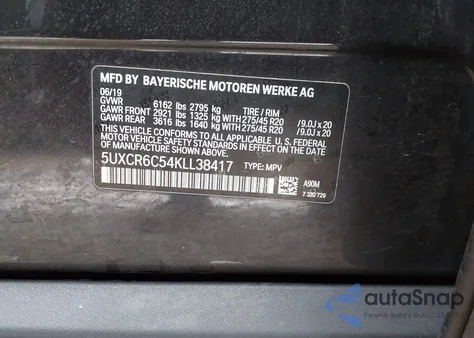 MFD BY BAYERISCHE MOTOREN WERKE AG
06/19
GVWR 6162 lbs 2795 kg TIRE / RIM
GAWR FRONT 2921 lbs 1325 kg WITH 275/45 R20 /9.0J x 20
GAWR REAR 3616 lbs 1640 kg WITH 275/45 R20 /9.0J x 20
THIS VEHICLE CONFORMS TO ALL APPLICABLE U.S. FEDERAL
MOTOR VEHICLE SAFETY STANDARDS IN EFFECT
ON THE DATE OF MANUFACTURE SHOWN ABOVE.
5UXCR6C54KLL38417 TYPE: MPV
A90M
7 320 729
autoSnap